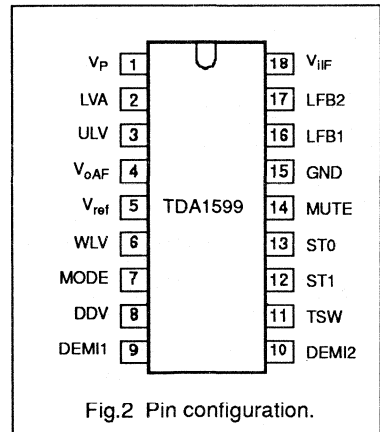 VP 1 18 ViIF
LVA 2 17 LFB2
ULV 3 16 LFB1
VoAF 4 15 GND
Vref 5 TDA1599 14 MUTE
WLV 6 13 ST0
MODE 7 12 ST1
DDV 8 11 TSW
DEMI1 9 10 DEMI2
Fig.2 Pin configuration.